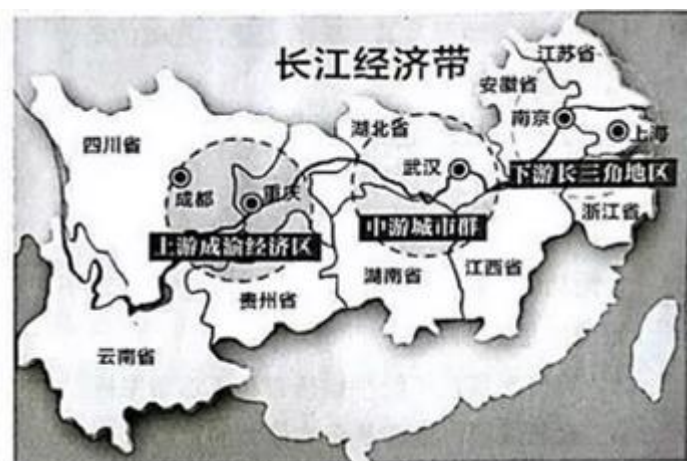 长江经济带
江苏省
安徽省
南京
上海
四川省
湖北省
武汉
成都
重庆
下游长三角地区
浙江省
上游成渝经济区
中游城市群
江西省
湖南省
贵州省
云南省